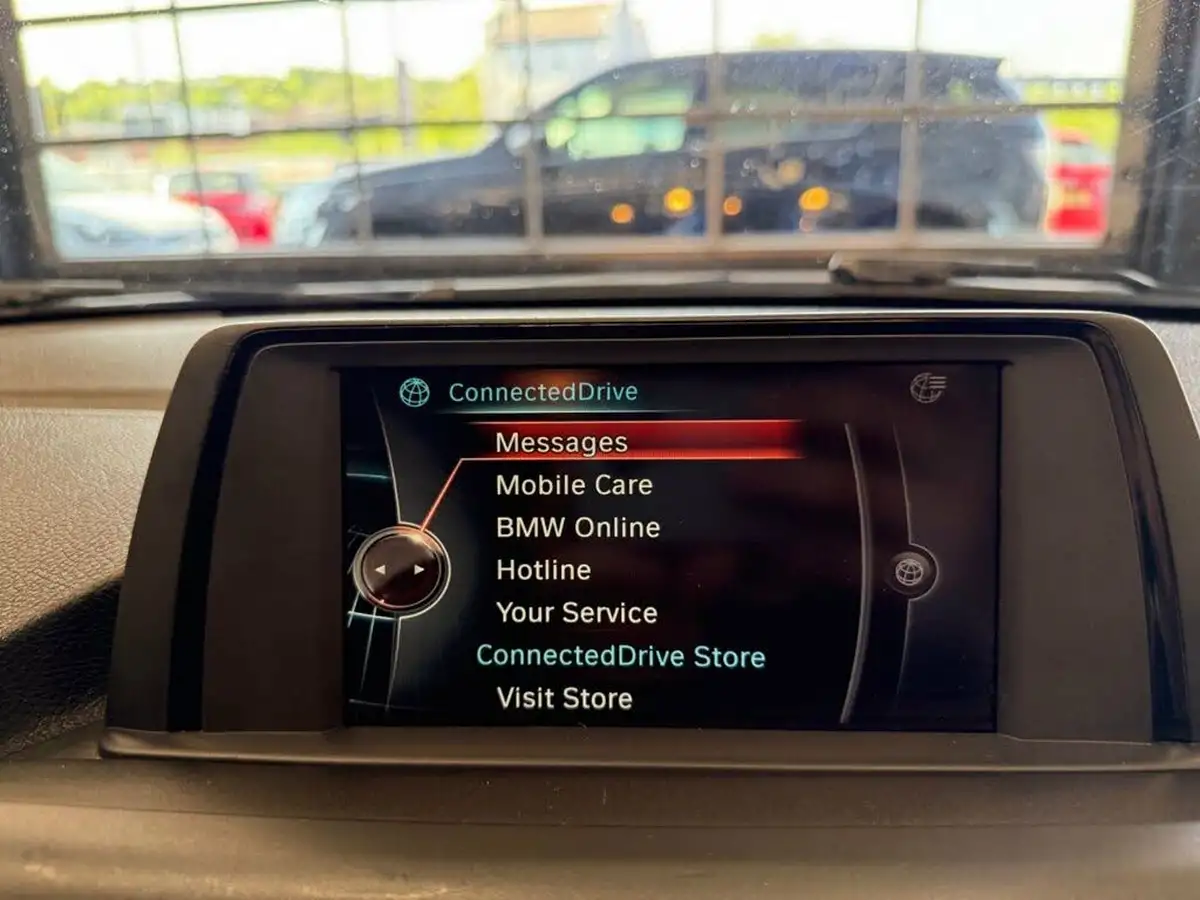 ConnectedDrive
Messages
Mobile Care
BMW Online
Hotline
Your Service
ConnectedDrive Store
Visit Store